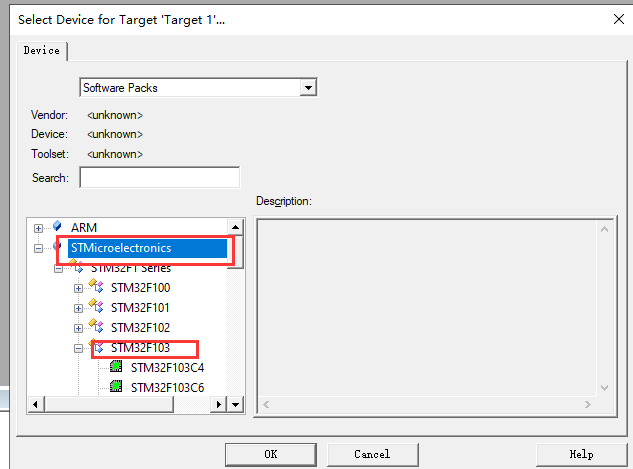 Select Device for Target 'Target 1'...
Device
Software Packs
Vendor: <unknown>
Device: <unknown>
Toolset: <unknown>
Search:
Description:
ARM
STMicroelectronics
STM32F1 Series
STM32F100
STM32F101
STM32F102
STM32F103
STM32F103C4
STM32F103C6
OK Cancel Help